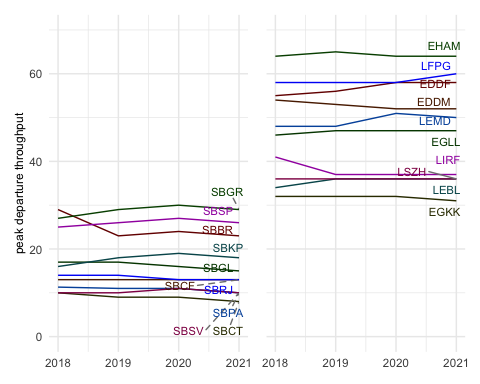 peak departure throughput
60
40
20
0
SBGR
SBSP
SBBR
SBKP
SBGL
SBCF
SBRJ
SBPA
SBSV
SBCT
2018
2019
2020
2021
EHAM
LFPG
EDDF
EDDM
LEMD
EGLL
LIRF
LSZH
LEBL
EGKK
2018
2019
2020
2021